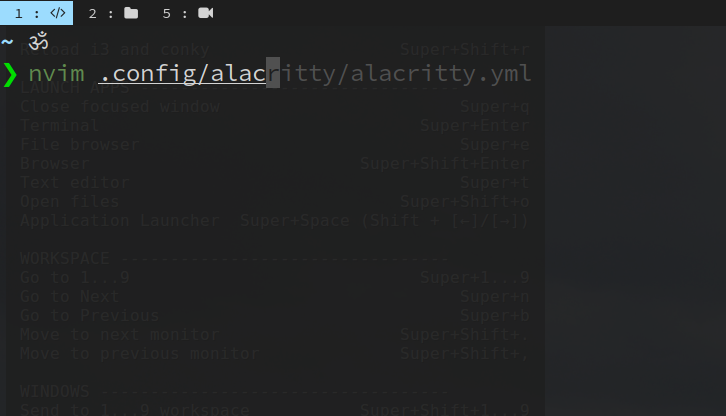 1 : </> 2 : 5 :
~ ॐ
Reload i3 and conky Super+Shift+r
❯ nvim .config/alacritty/alacritty.yml
LAUNCH APPS --------------------------------
Close focused window Super+q
Terminal Super+Enter
File browser Super+e
Browser Super+Shift+Enter
Text editor Super+t
Open files Super+Shift+o
Application Launcher Super+Space (Shift + [←]/[→])
WORKSPACE ---------------------------------
Go to 1...9 Super+1...9
Go to Next Super+n
Go to Previous Super+b
Move to next monitor Super+Shift+.
Move to previous monitor Super+Shift+,
WINDOWS -----------------------------------
Send to 1...9 workspace Super+Shift+1...9